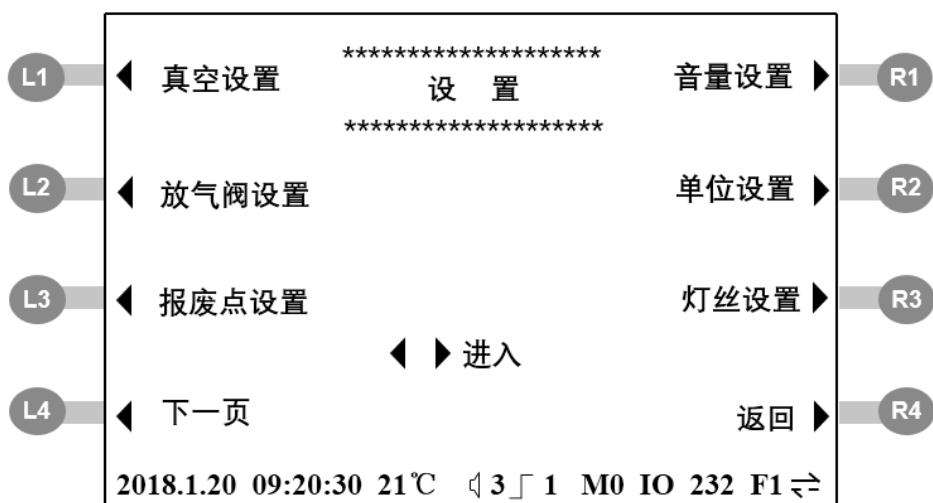 ********************
L1 真空设置 设 置 音量设置 R1
********************
L2 放气阀设置 单位设置 R2
L3 报废点设置 灯丝设置 R3
进入
L4 下一页 返回 R4
2018.1.20 09:20:30 21℃ 3 1 M0 IO 232 F1